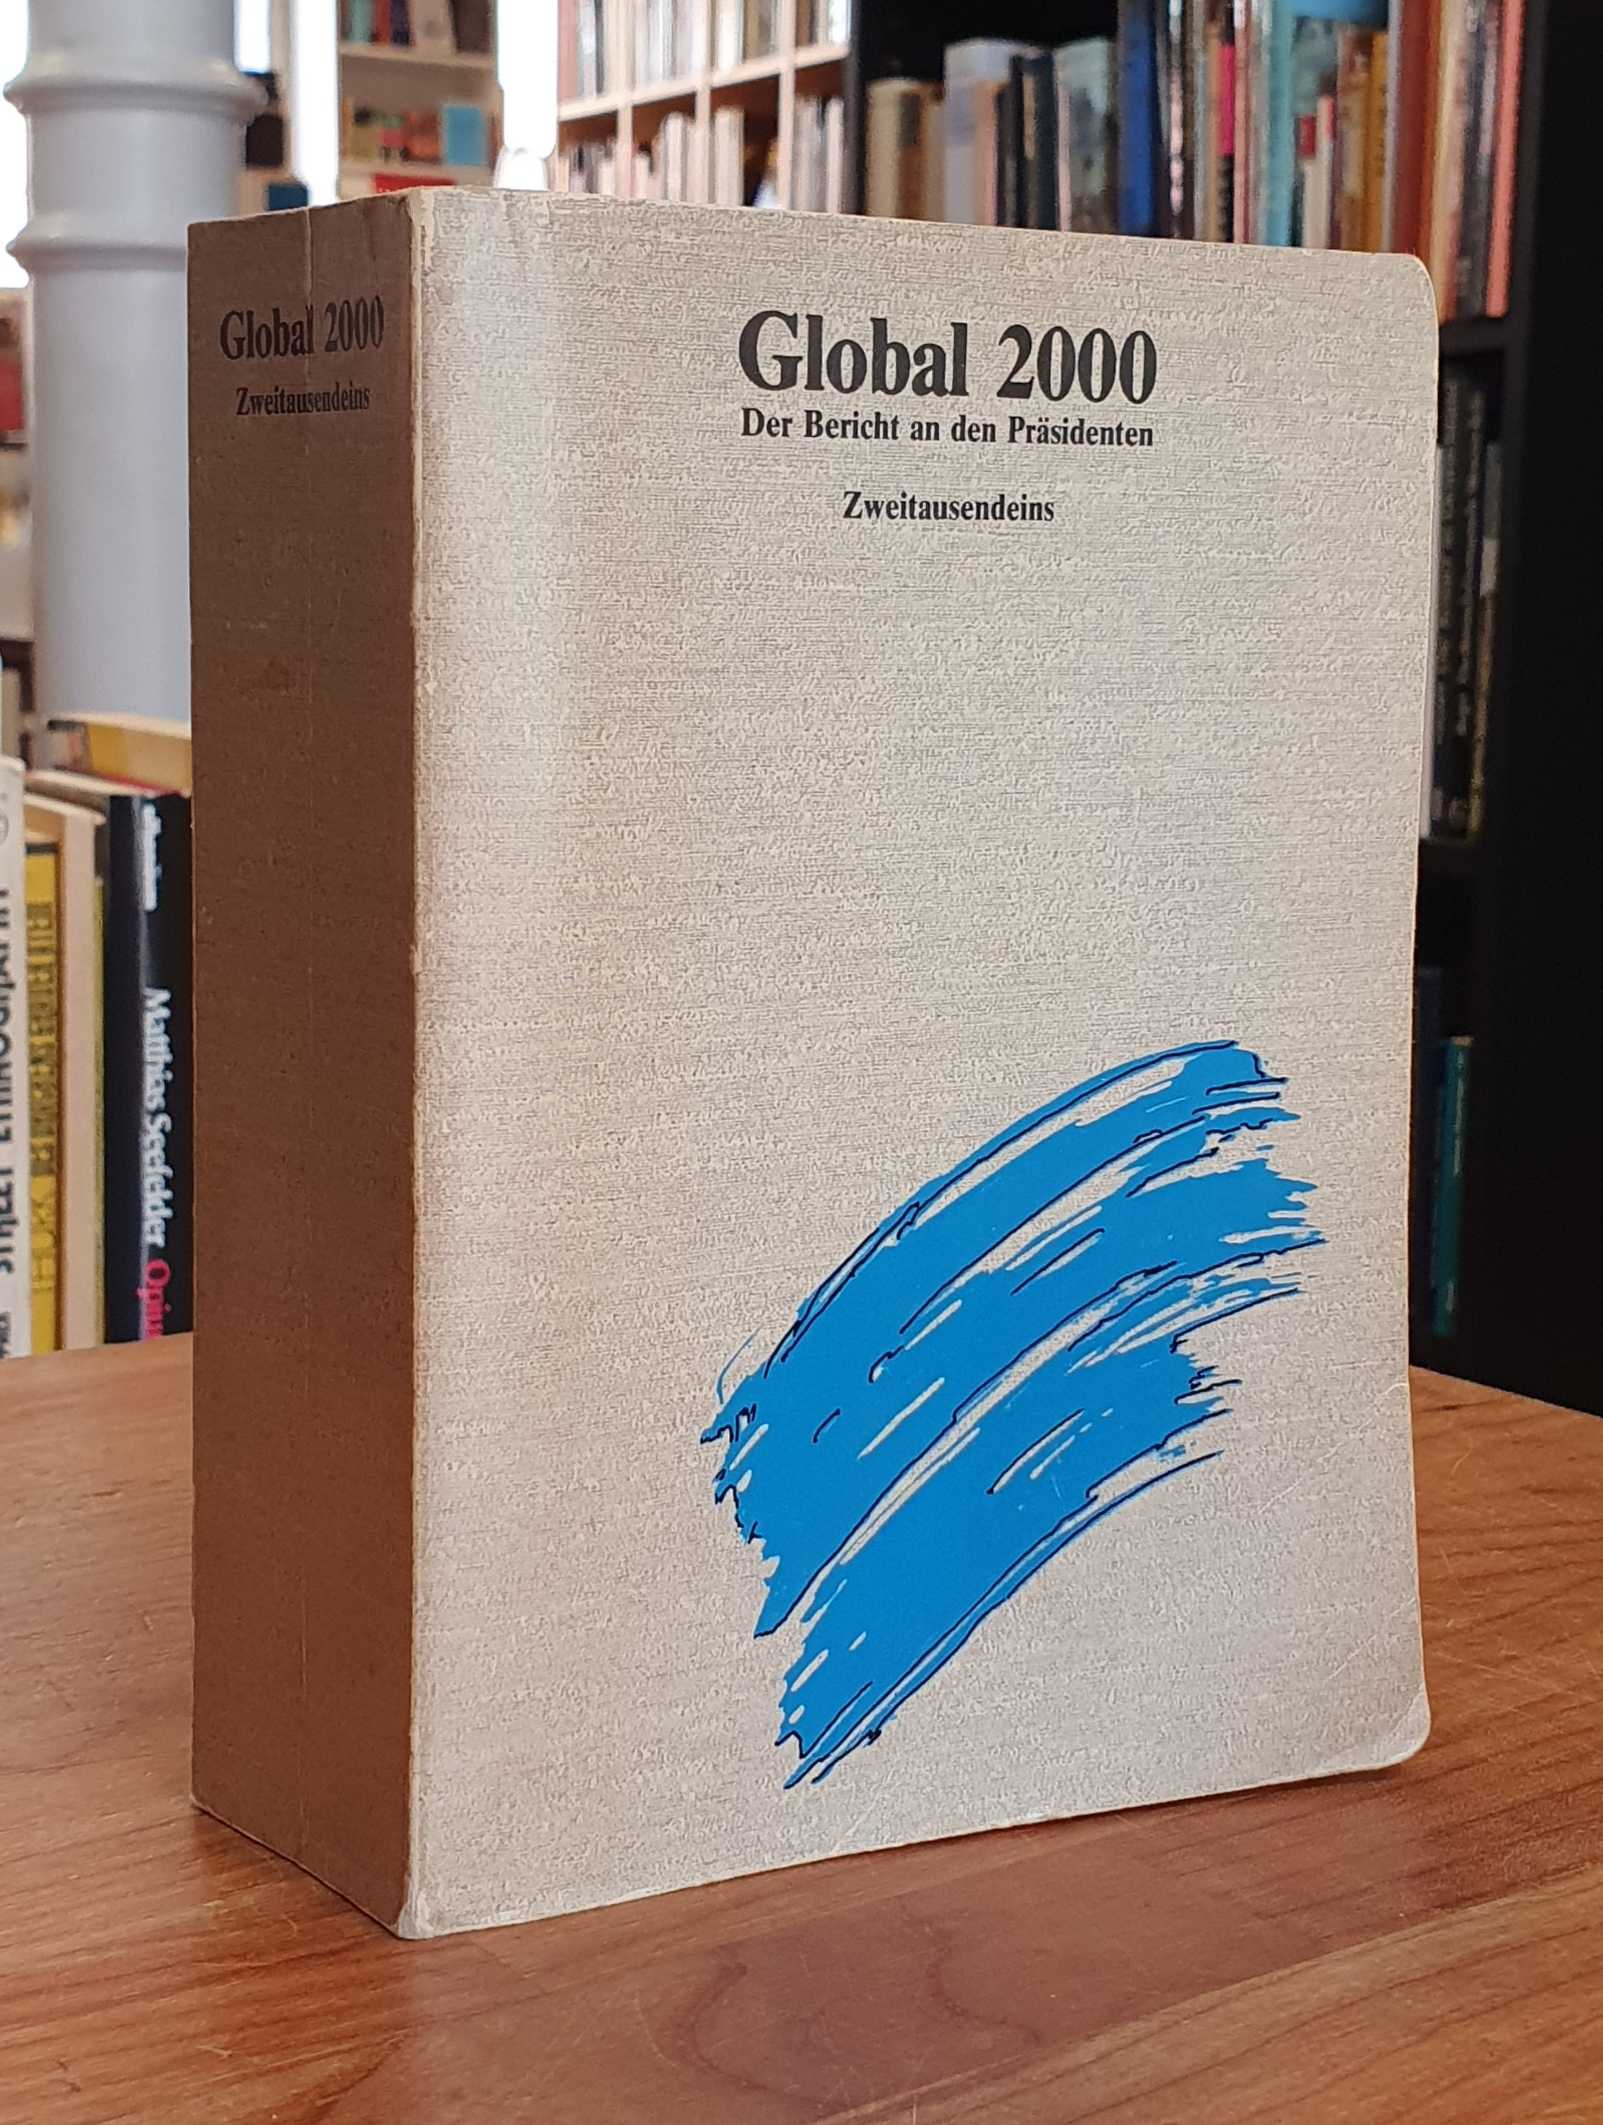 Global 2000
Zweitausendeins
Global 2000
Der Bericht an den Präsidenten
Zweitausendeins
Matthias Seefelder